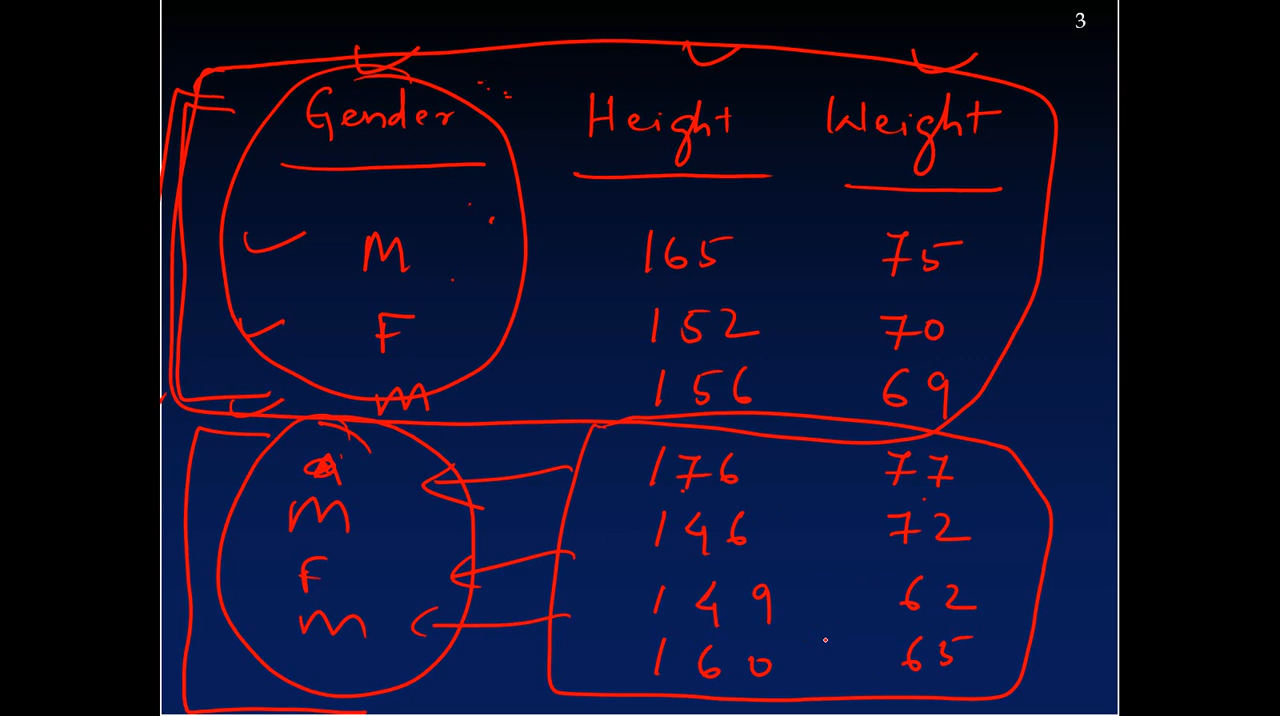 3
Gender Height Weight
M 165 75
F 152 70
M 156 69
176 77
M 146 72
F 149 62
M 160 65